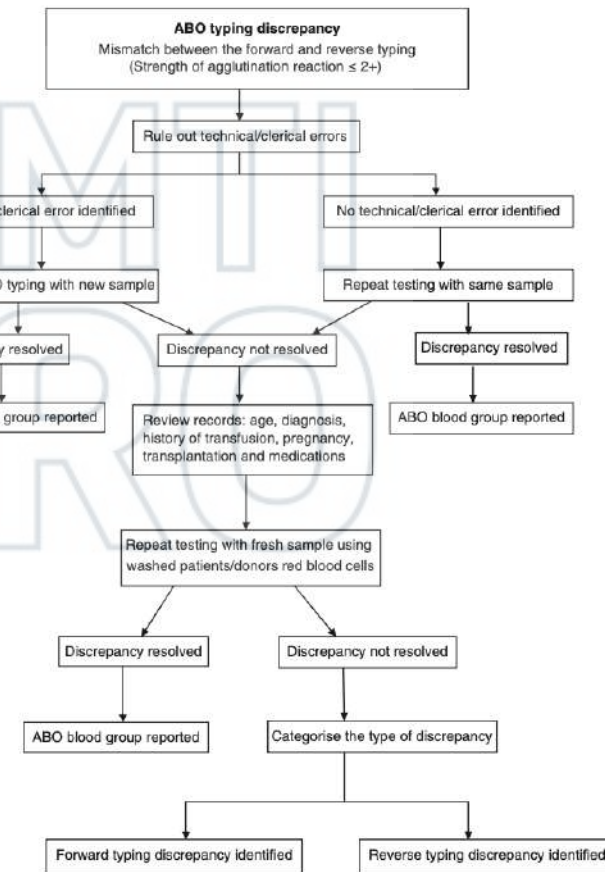 ABO typing discrepancy
Mismatch between the forward and reverse typing
(Strength of agglutination reaction ≤ 2+)
Rule out technical/clerical errors
clerical error identified
No technical/clerical error identified
typing with new sample
Repeat testing with same sample
resolved
Discrepancy not resolved
Discrepancy resolved
group reported
Review records: age, diagnosis,
history of transfusion, pregnancy,
transplantation and medications
ABO blood group reported
Repeat testing with fresh sample using
washed patients/donors red blood cells
Discrepancy resolved
Discrepancy not resolved
ABO blood group reported
Categorise the type of discrepancy
Forward typing discrepancy identified
Reverse typing discrepancy identified
MTI
RO